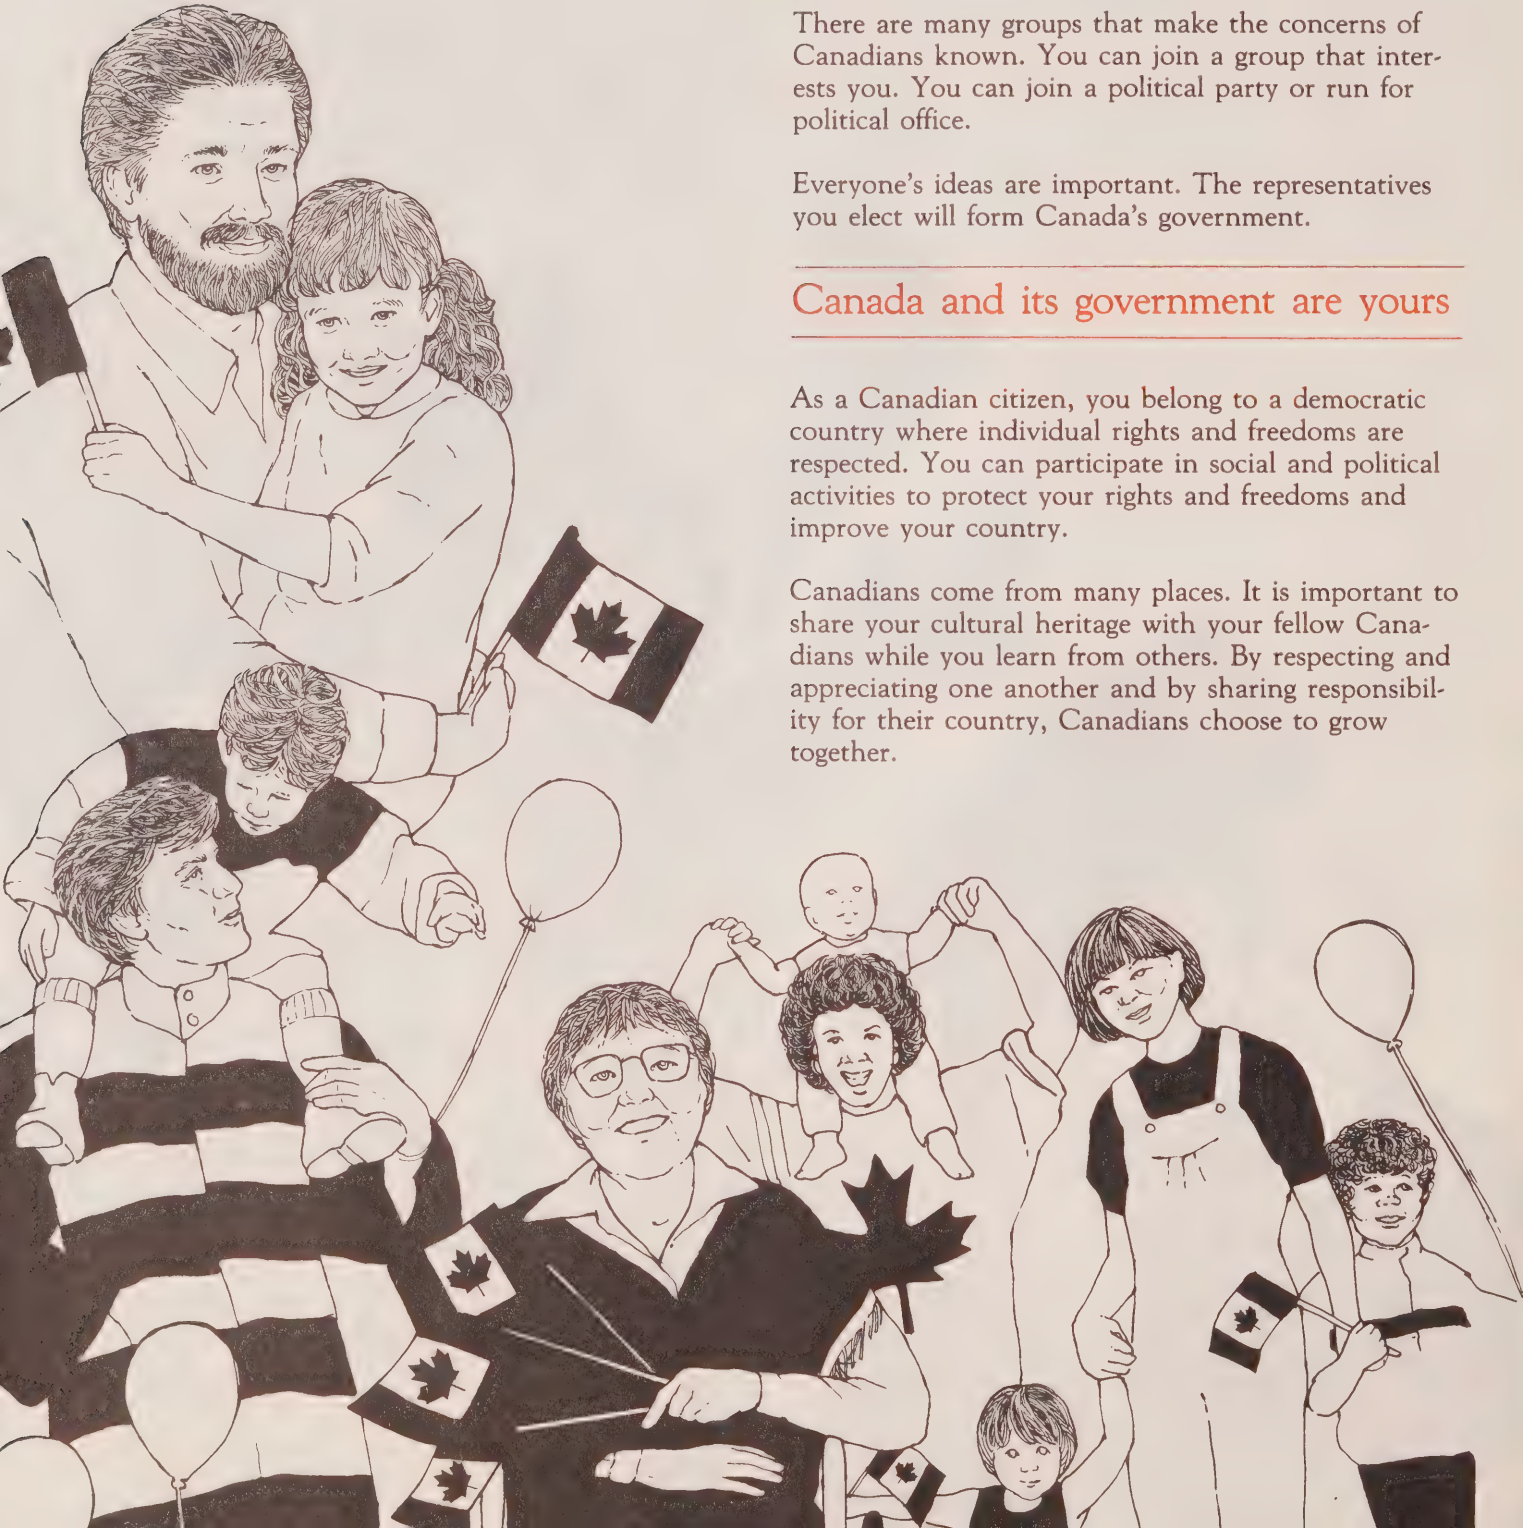 There are many groups that make the concerns of
Canadians known. You can join a group that inter-
ests you. You can join a political party or run for
political office.
Everyone's ideas are important. The representatives
you elect will form Canada's government.
Canada and its government are yours
As a Canadian citizen, you belong to a democratic
country where individual rights and freedoms are
respected. You can participate in social and political
activities to protect your rights and freedoms and
improve your country.
Canadians come from many places. It is important to
share your cultural heritage with your fellow Cana-
dians while you learn from others. By respecting and
appreciating one another and by sharing responsibil-
ity for their country, Canadians choose to grow
together.